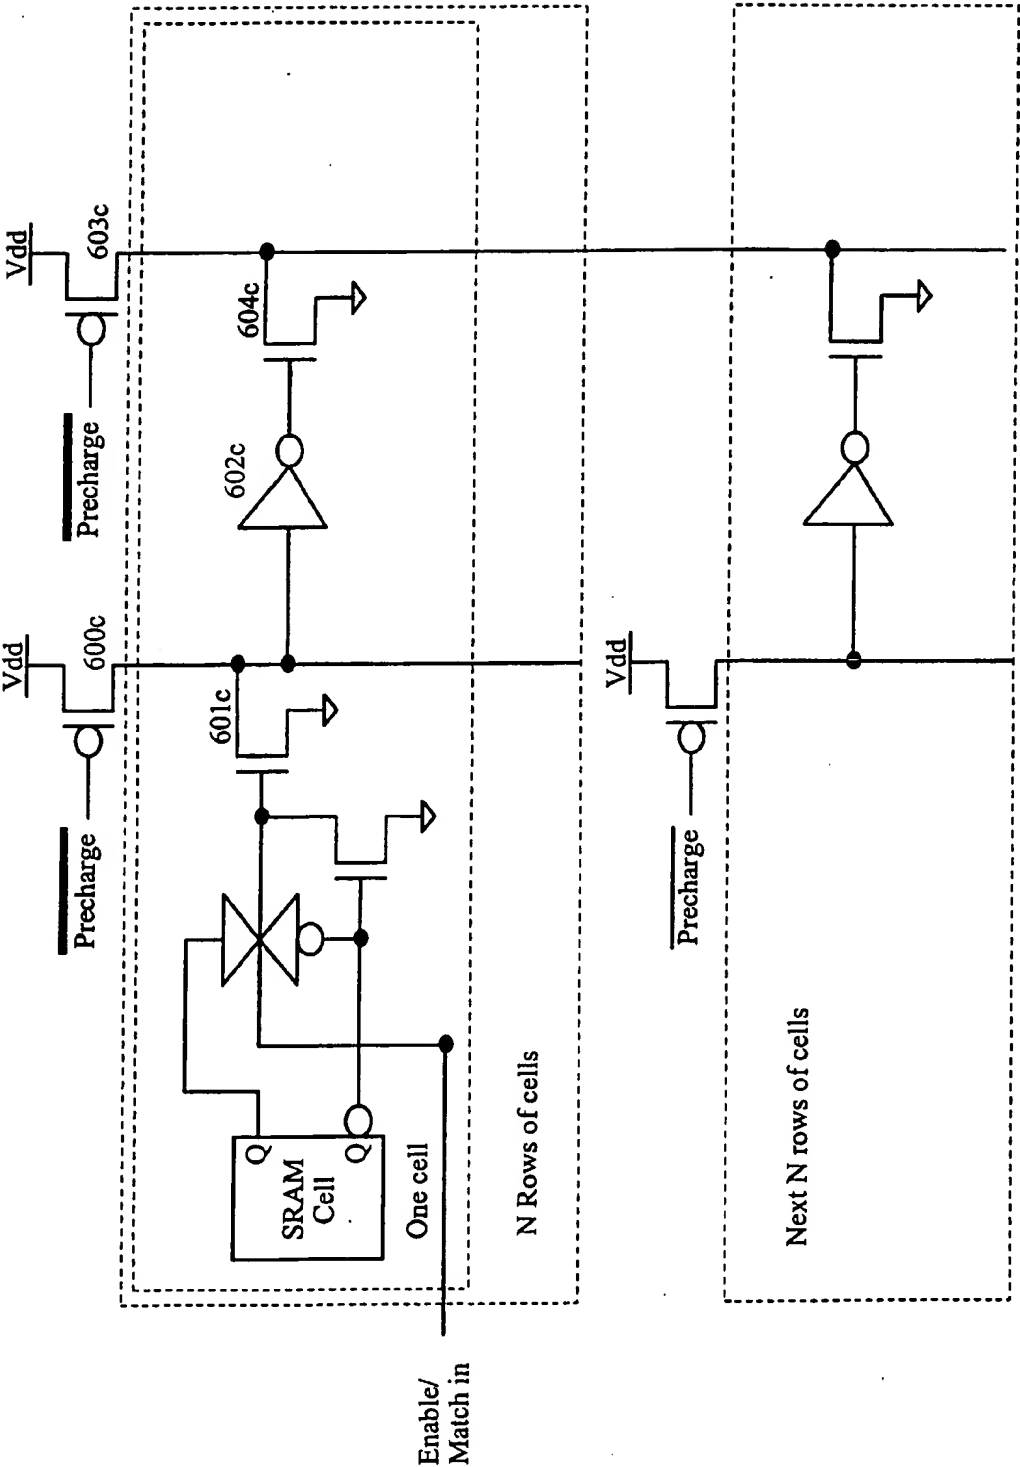 Enable/
Match in
SRAM
Cell
Q
Q
One cell
N Rows of cells
Precharge
Vdd
600c
601c
602c
Precharge
Vdd
603c
604c
Next N rows of cells
Precharge
Vdd